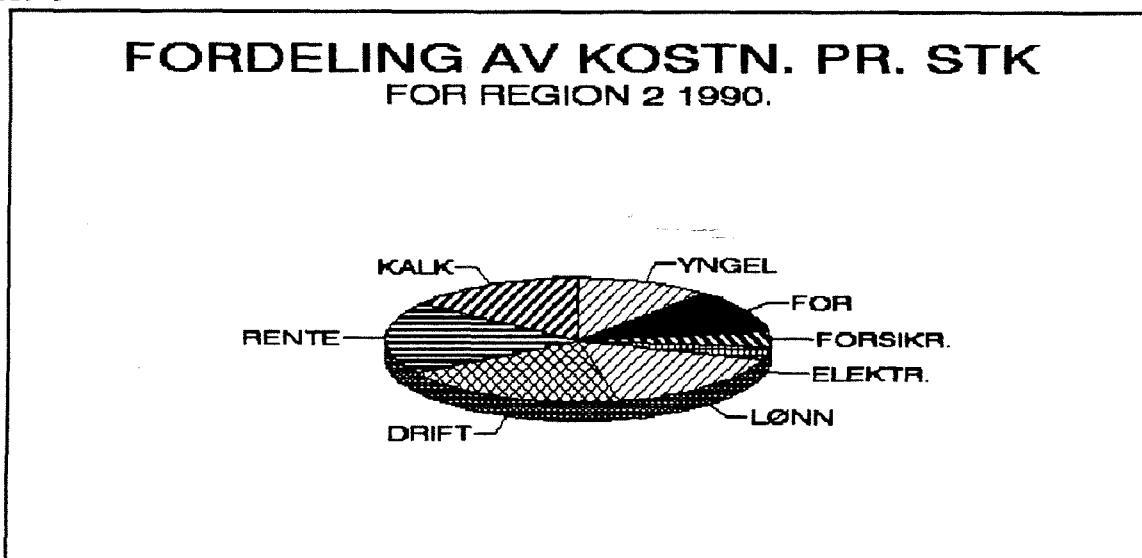 FORDELING AV KOSTN. PR. STK
FOR REGION 2 1990.
KALK
YNGEL
FOR
RENTE
FORSIKR.
ELEKTR.
LØNN
DRIFT